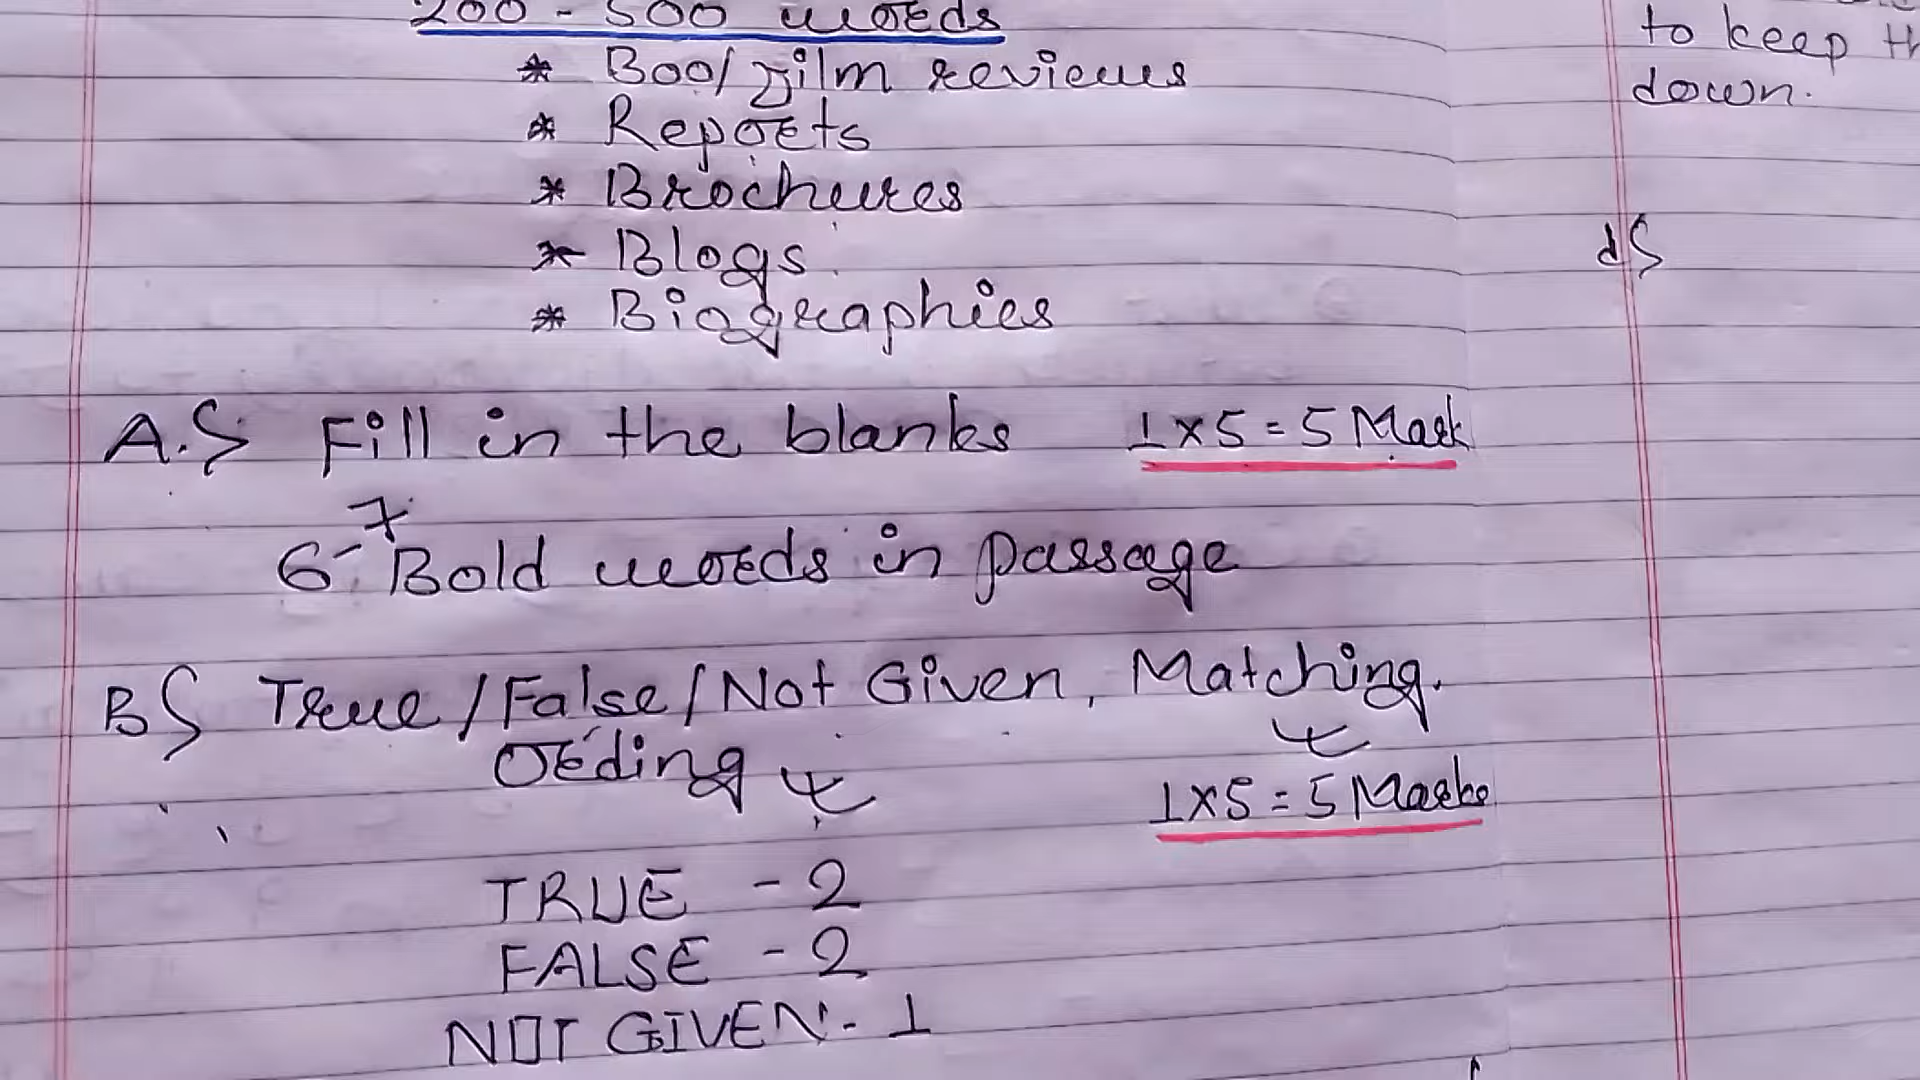 200 - 500 words
* Boo/film reviews
* Reports
* Brochures
* Blogs
* Biographies
A.S Fill in the blanks 1x5 = 5 Mark
7
6- Bold words in passage
BS True/False/Not Given, Matching.
Ording
1x5 = 5 Marks
TRUE - 2
FALSE - 2
NOT GIVEN - 1
to keep th
down.
dS